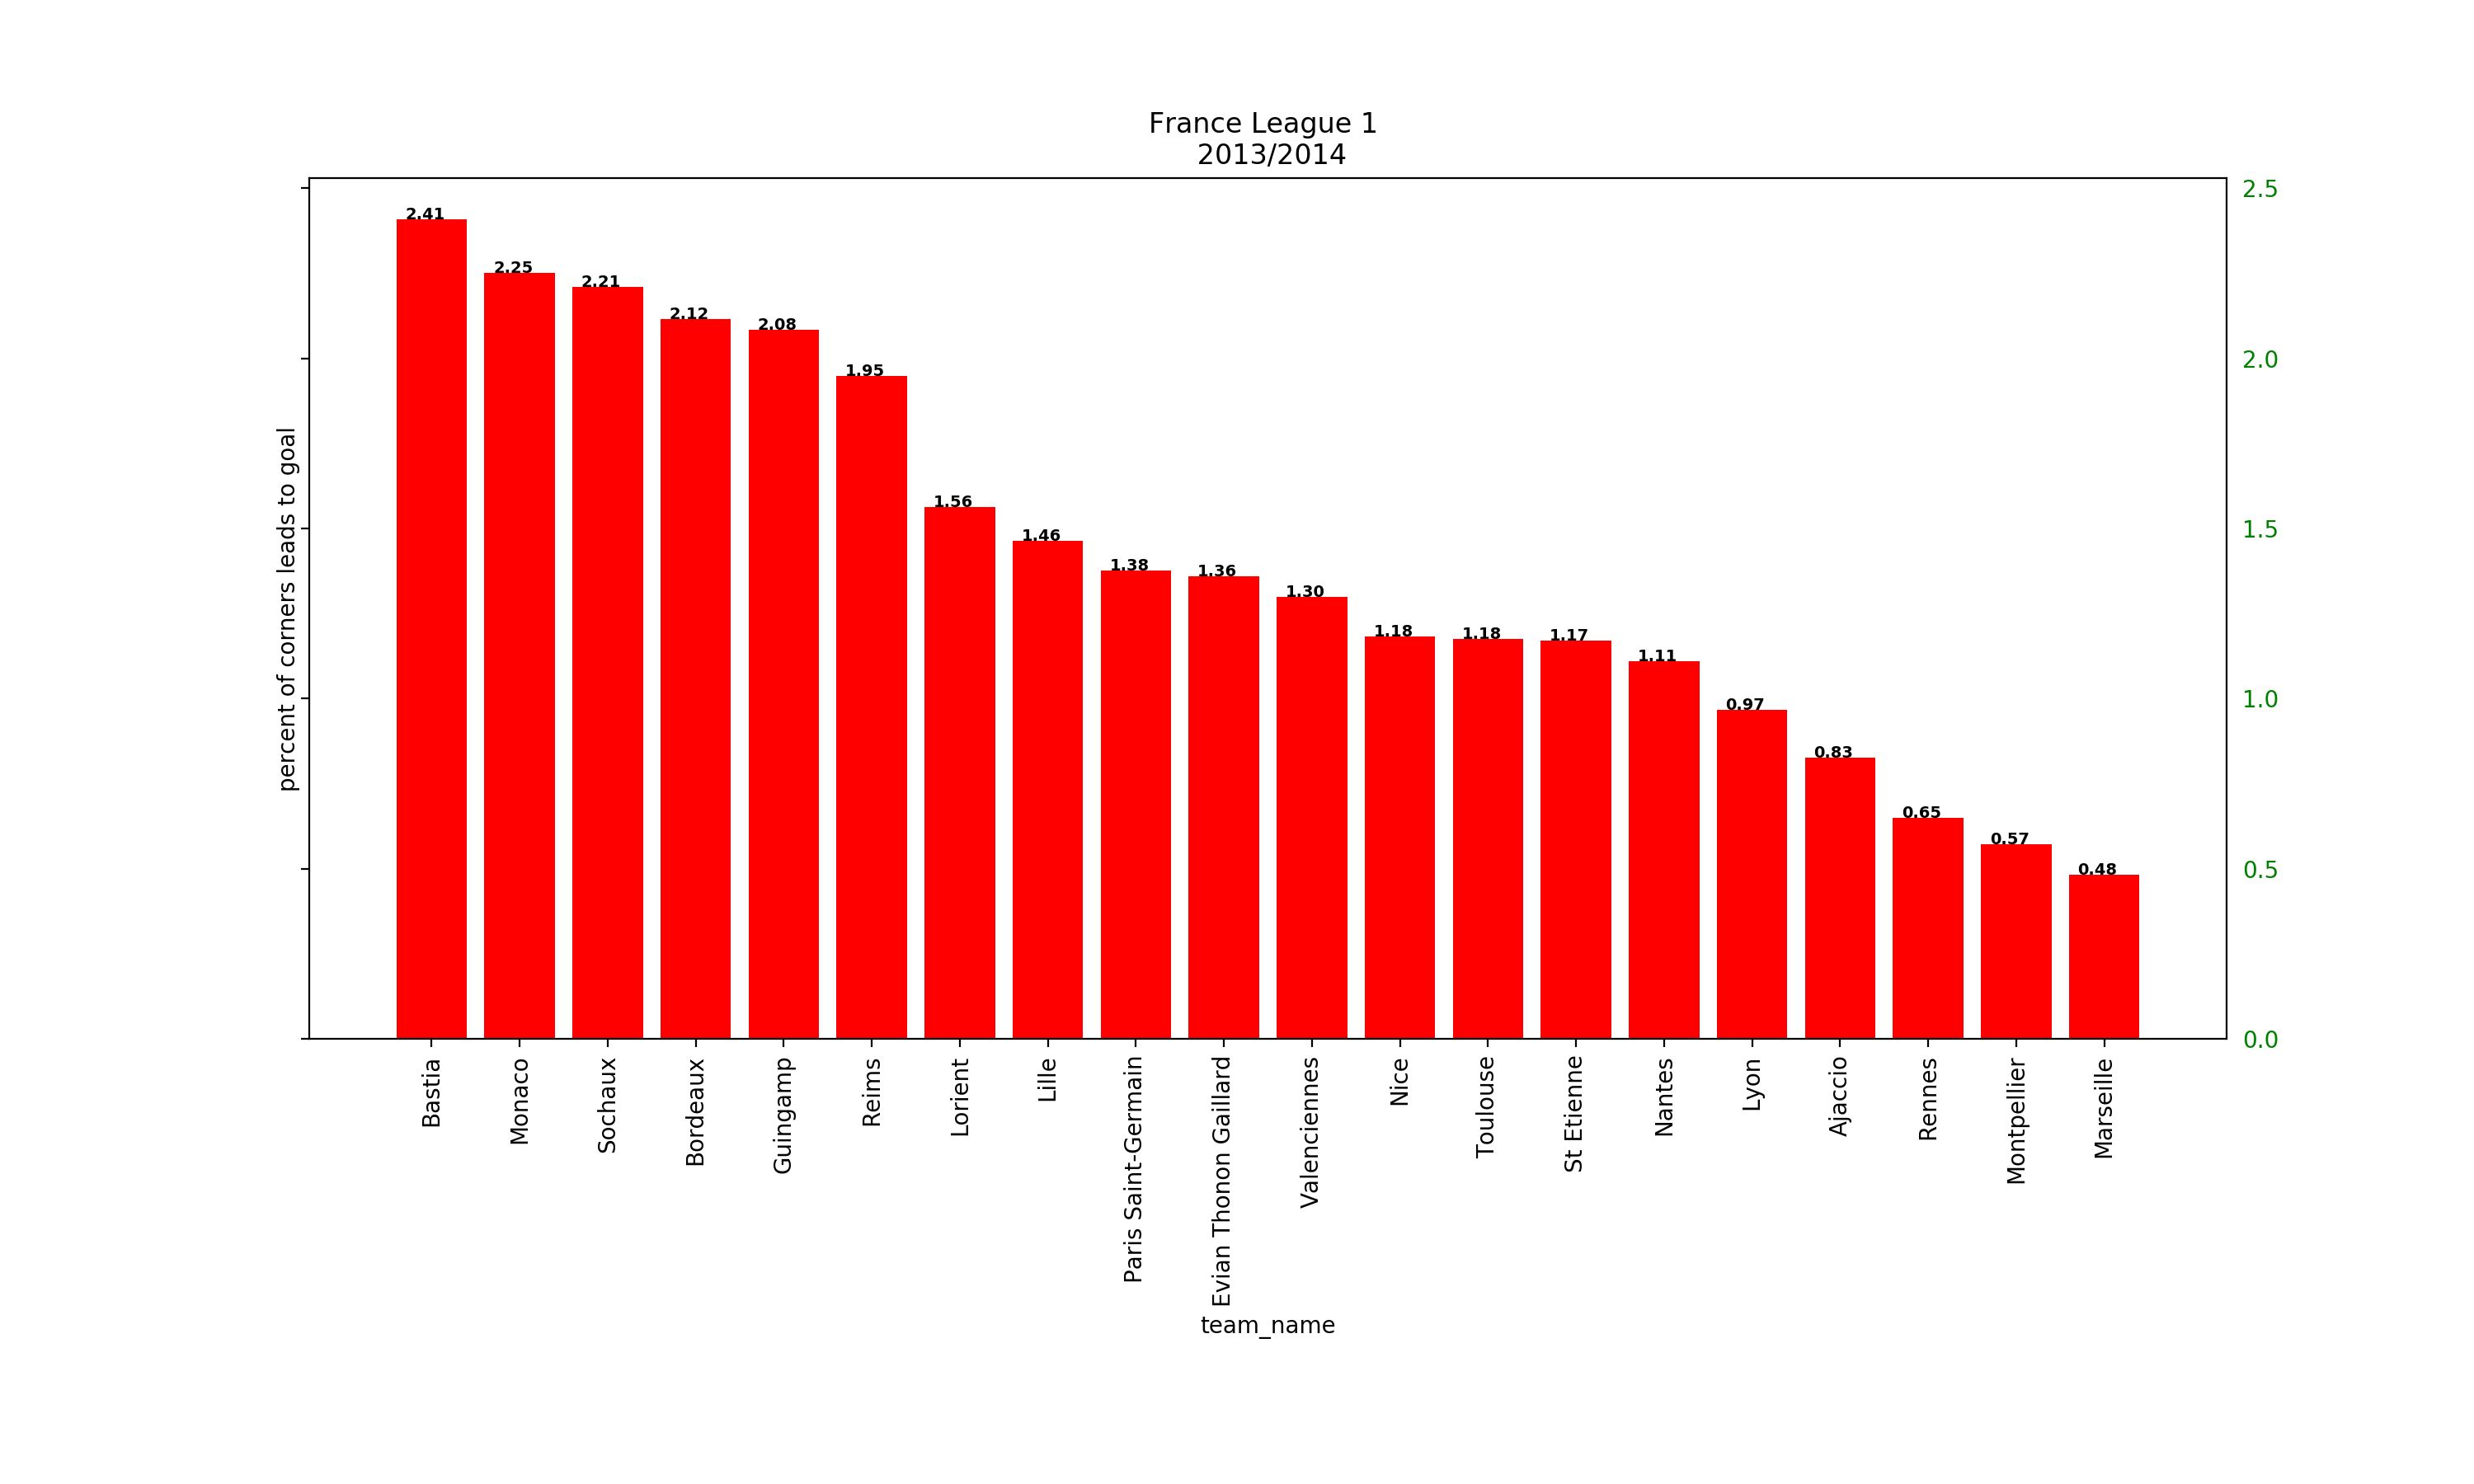 France League 1
2013/2014
percent of corners leads to goal
2.41
2.25
2.21
2.12
2.08
1.95
1.56
1.46
1.38
1.36
1.30
1.18
1.18
1.17
1.11
0.97
0.83
0.65
0.57
0.48
2.5
2.0
1.5
1.0
0.5
0.0
Bastia
Monaco
Sochaux
Bordeaux
Guingamp
Reims
Lorient
Lille
Paris Saint-Germain
Evian Thonon Gaillard
Valenciennes
Nice
Toulouse
St Etienne
Nantes
Lyon
Ajaccio
Rennes
Montpellier
Marseille
team_name